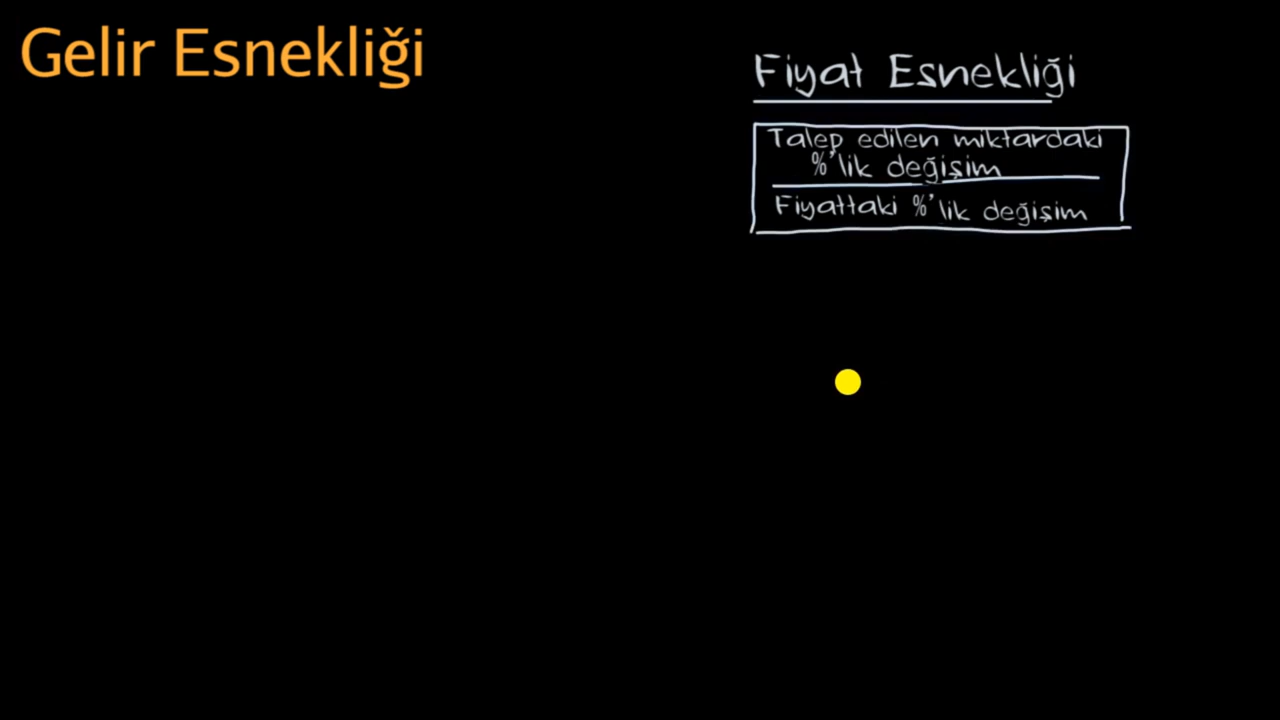 Gelir Esnekliği
Fiyat Esnekliği
Talep edilen miktardaki
%'lik değişim
Fiyattaki %'lik değişim